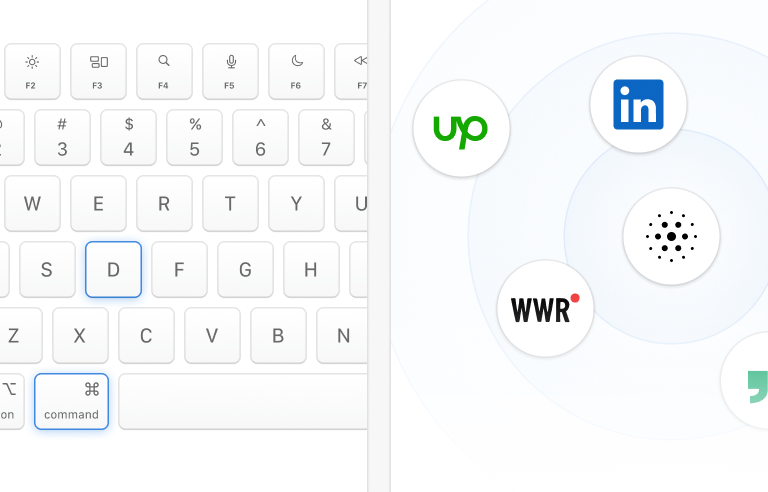 F2 F3 F4 F5 F6 F7
# $ % ^ &
3 4 5 6 7
W E R T Y U
S D F G H
Z X C V B N
⌥ ⌘
on command
up
in
WWR